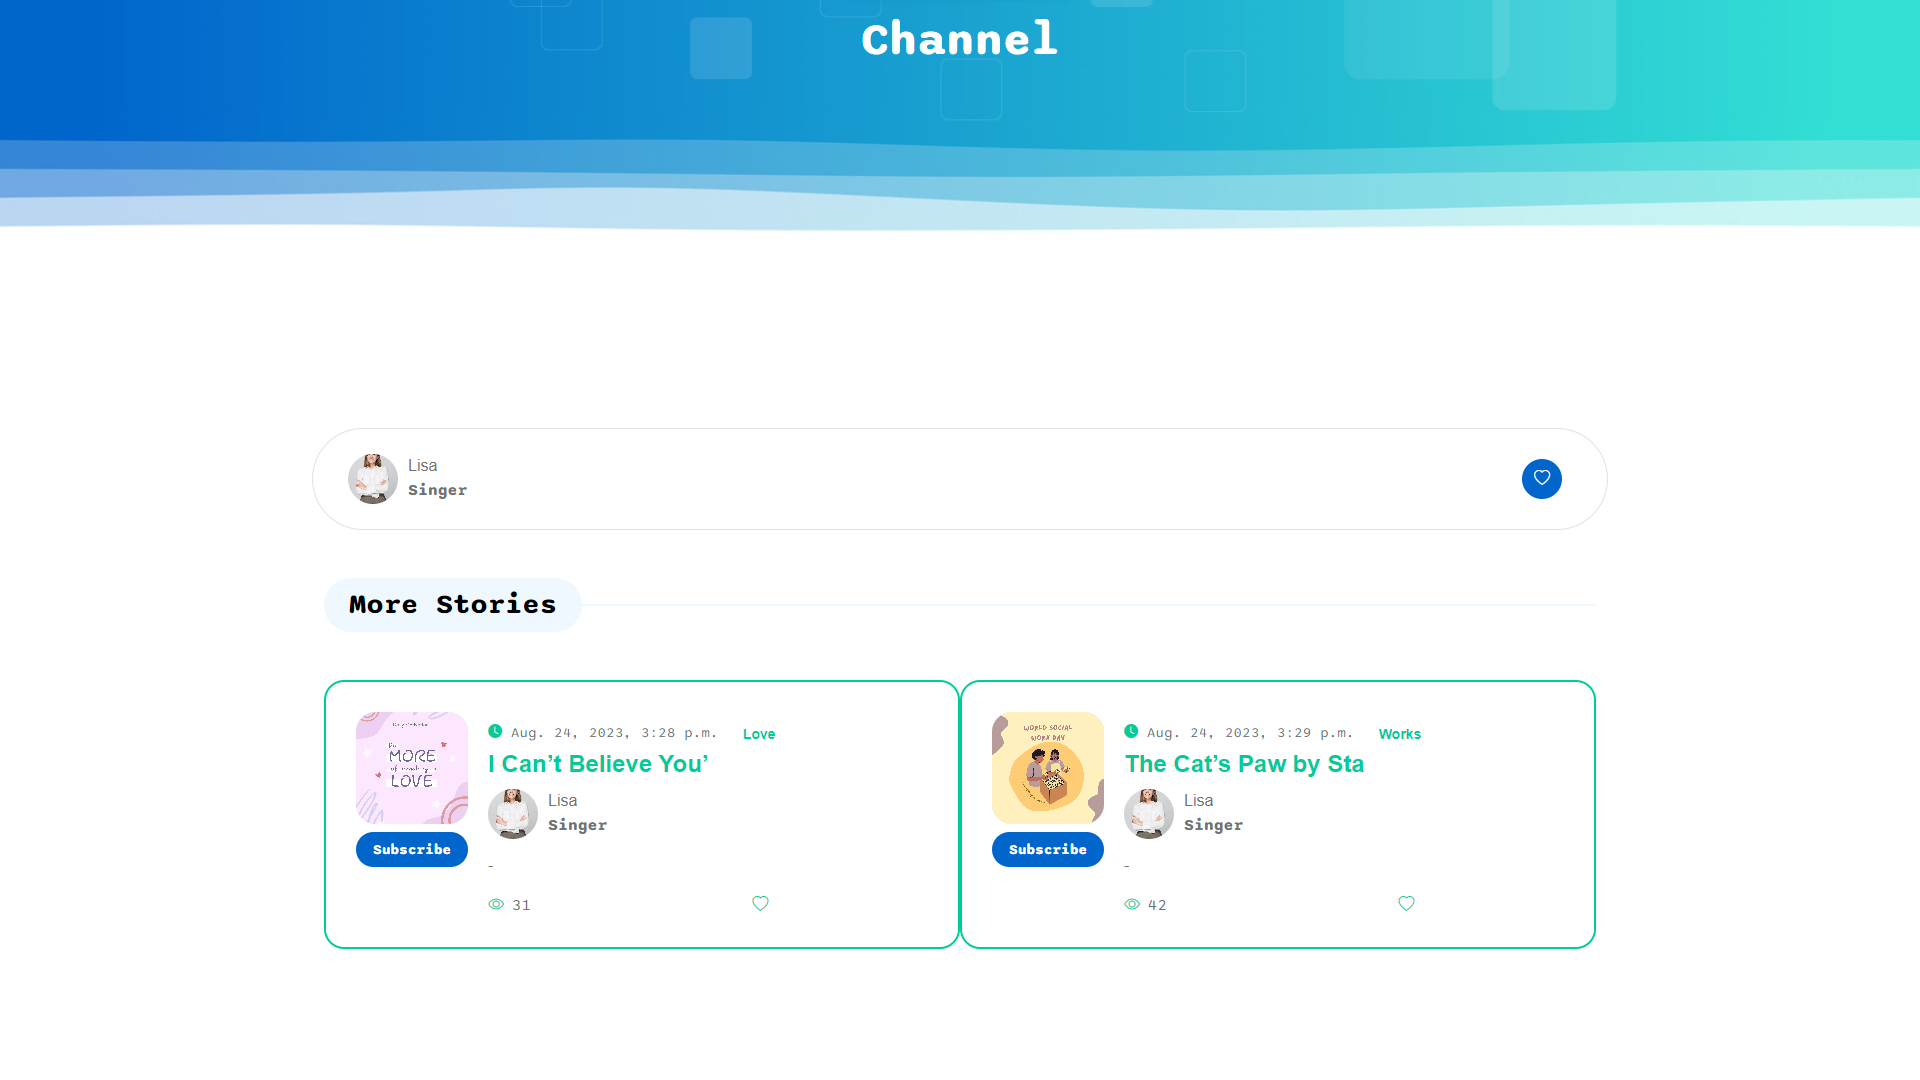 Channel
Lisa
Singer
More Stories
Aug. 24, 2023, 3:28 p.m. Love
I Can’t Believe You’
MORE
LOVE
Lisa
Singer
Subscribe
-
31
Aug. 24, 2023, 3:29 p.m. Works
The Cat’s Paw by Sta
WORLD SOCIAL
WORK DAY
Lisa
Singer
Subscribe
-
42